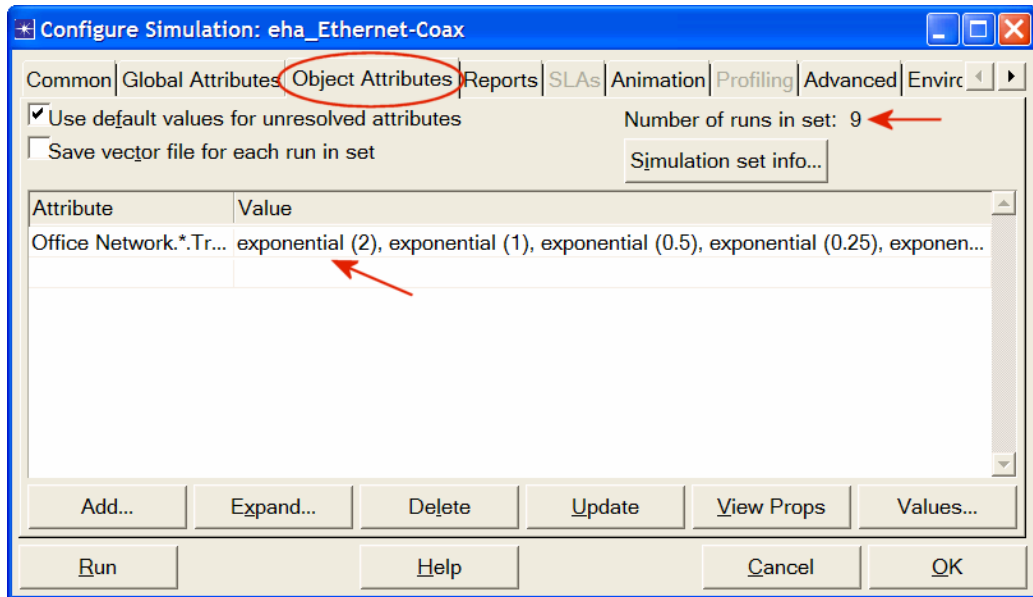 Configure Simulation: eha_Ethernet-Coax
Common Global Attributes Object Attributes Reports SLAs Animation Profiling Advanced Envirc
Use default values for unresolved attributes
Number of runs in set: 9
Save vector file for each run in set
Simulation set info...
Attribute Value
Office Network.*.Tr... exponential (2), exponential (1), exponential (0.5), exponential (0.25), exponen...
Add... Expand... Delete Update View Props Values...
Run Help Cancel OK